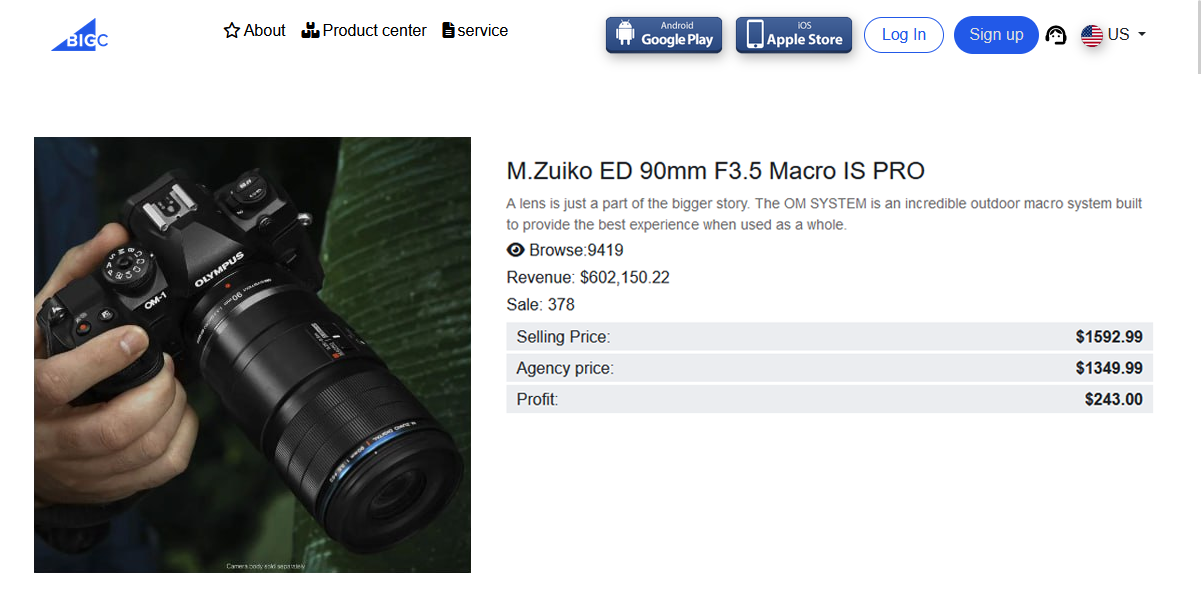 BIGC
About
Product center
service
Android
Google Play
iOS
Apple Store
Log In
Sign up
US
M.Zuiko ED 90mm F3.5 Macro IS PRO
A lens is just a part of the bigger story. The OM SYSTEM is an incredible outdoor macro system built
to provide the best experience when used as a whole.
Browse:9419
Revenue: $602,150.22
Sale: 378
Selling Price: $1592.99
Agency price: $1349.99
Profit: $243.00
OLYMPUS
OM-1
Camera body sold separately